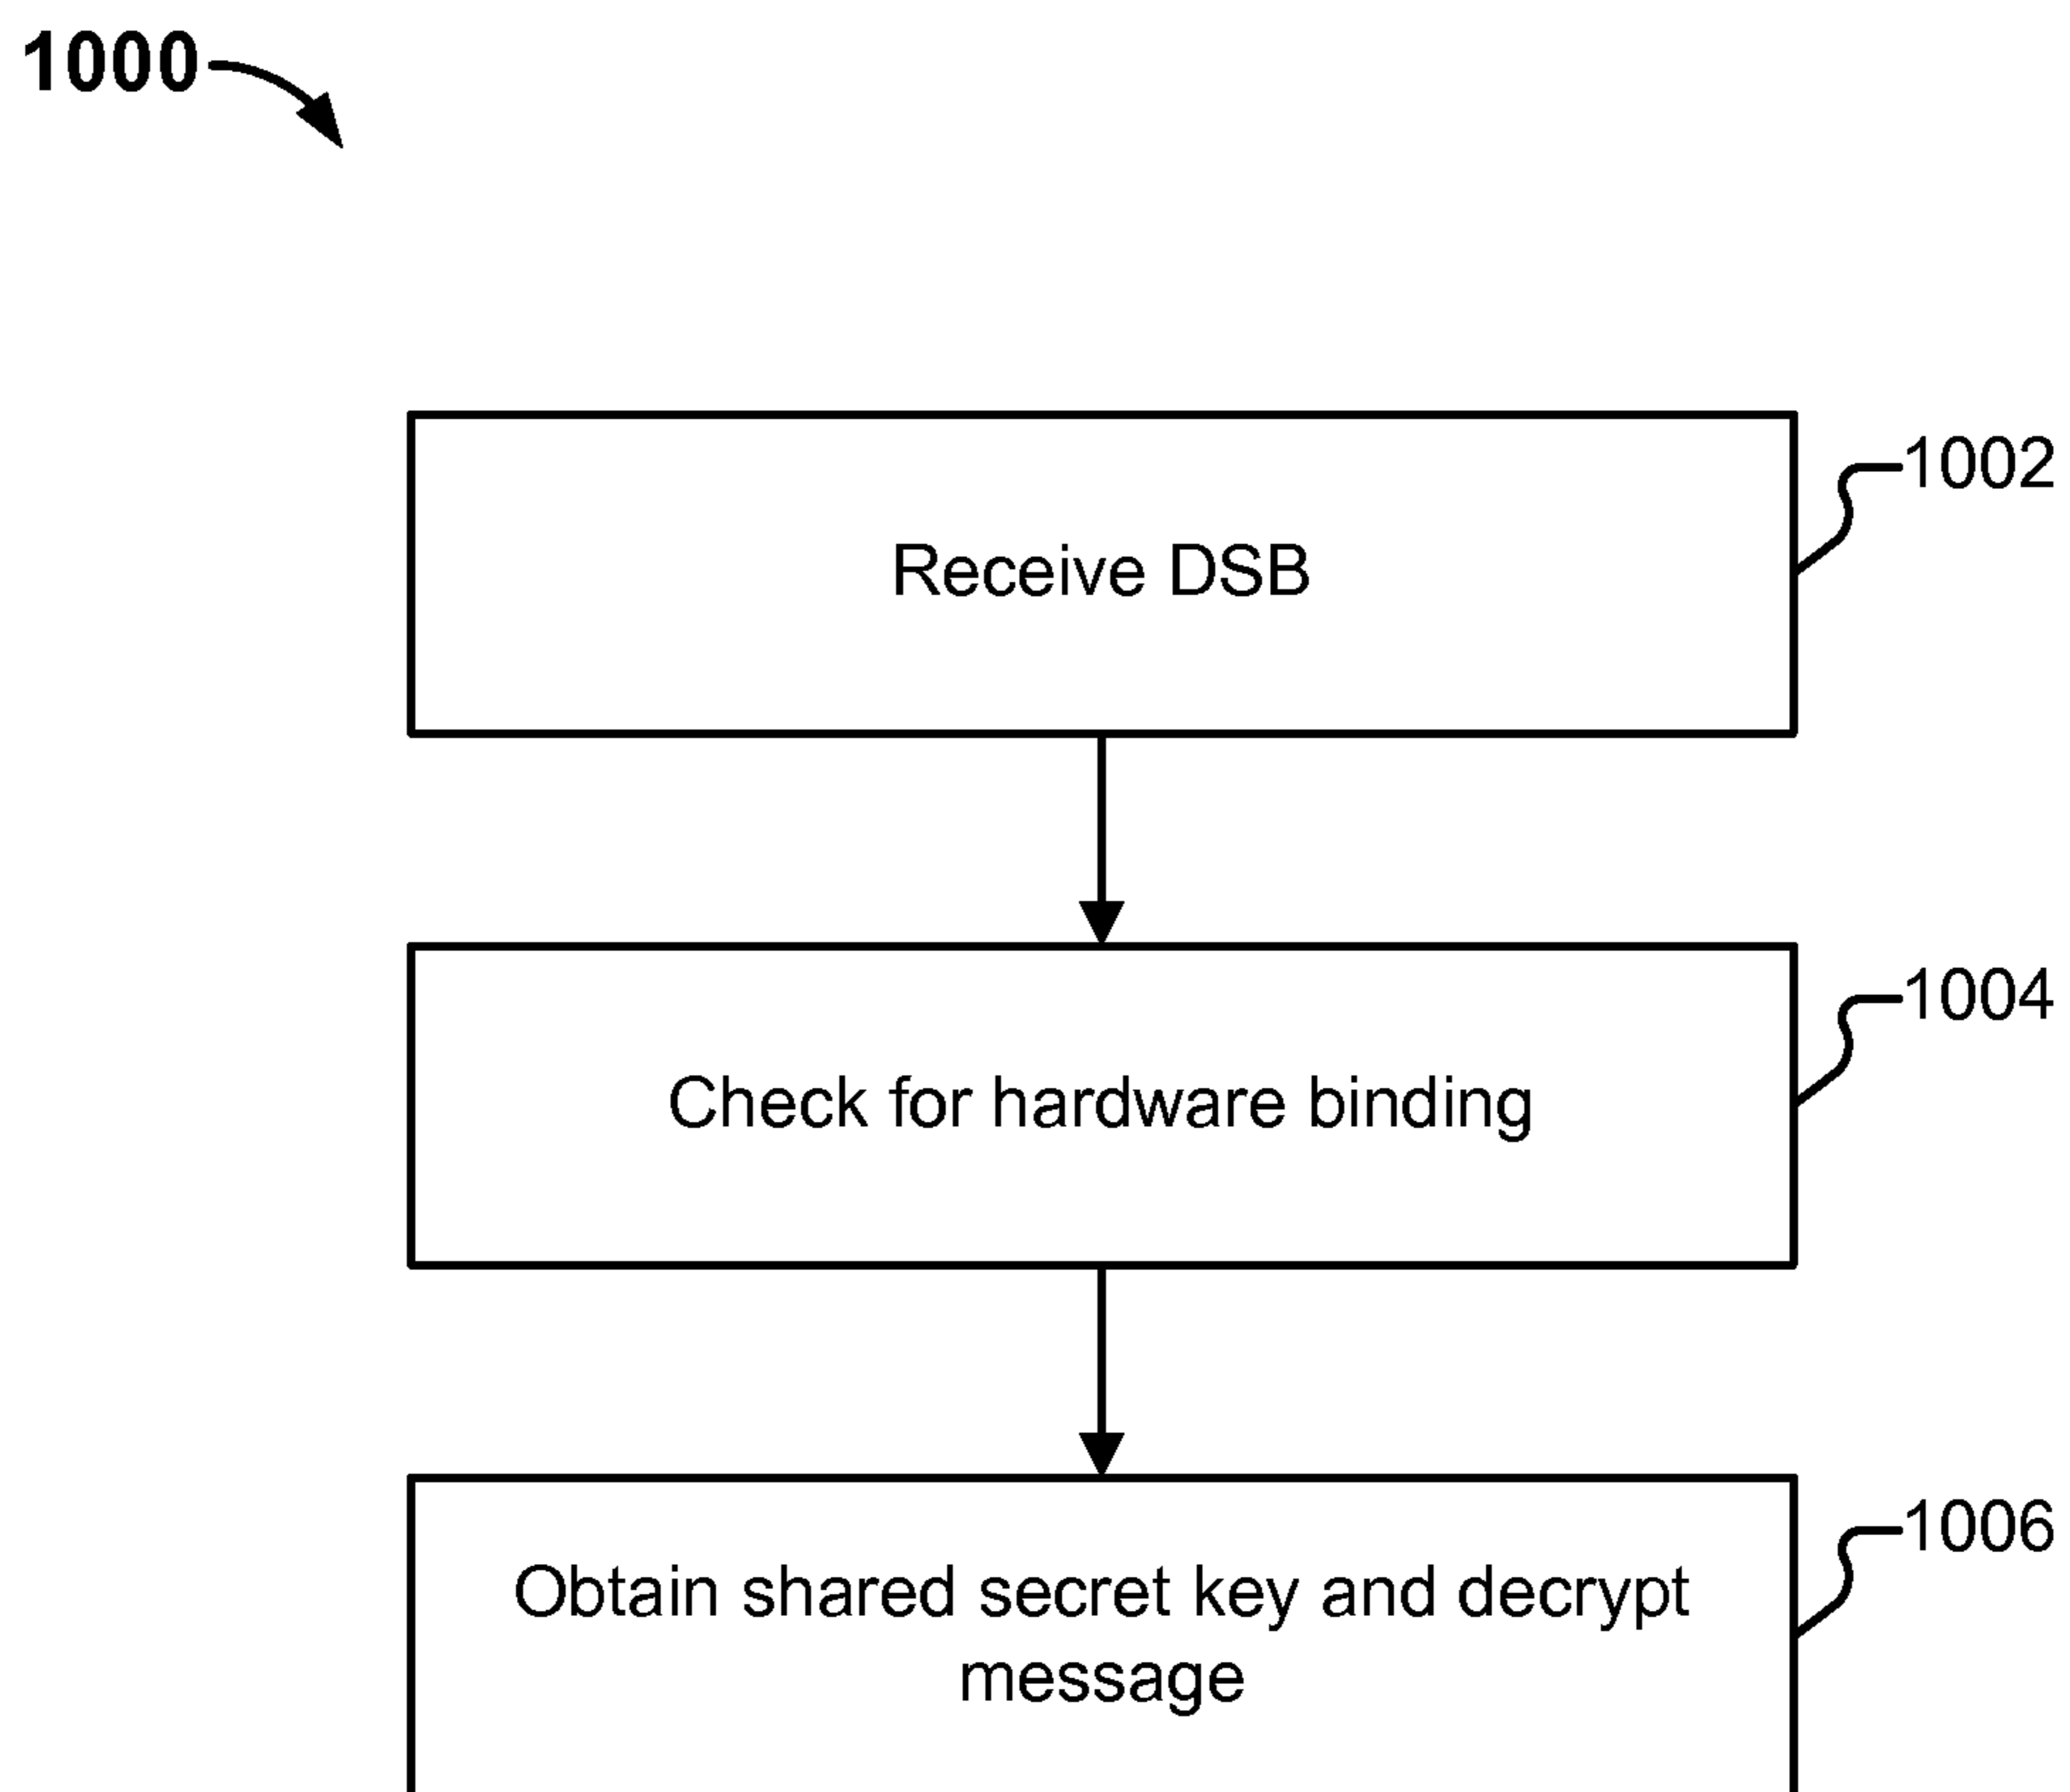 1000
Receive DSB
1002
Check for hardware binding
1004
Obtain shared secret key and decrypt
message
1006